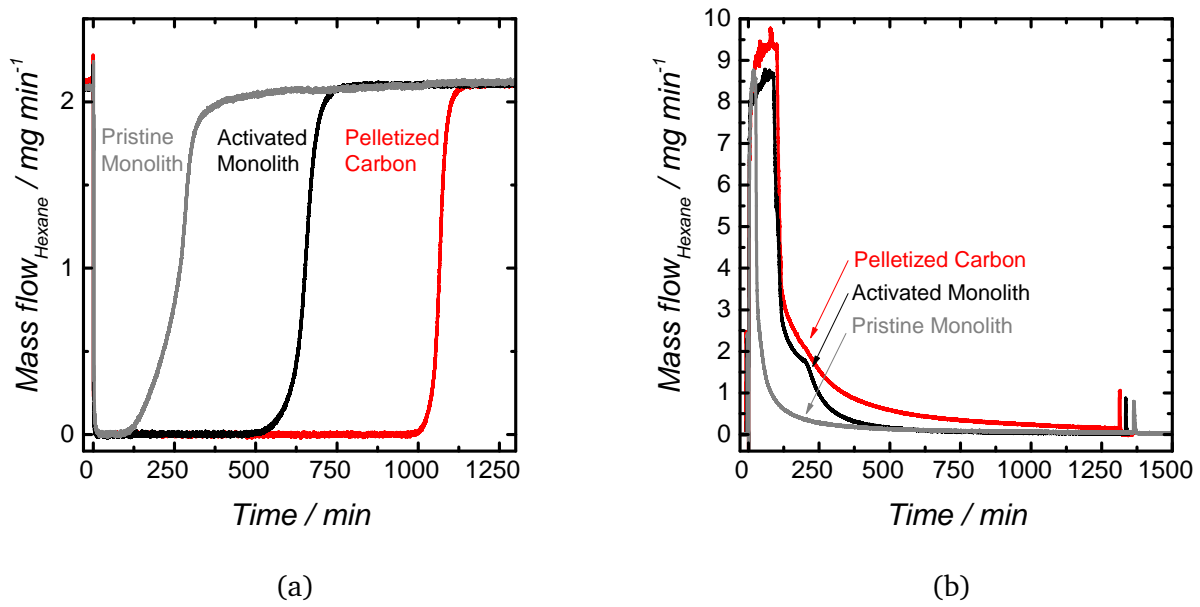 Mass flow_Hexane / mg min⁻¹
2
1
0
Pristine
Monolith
Activated
Monolith
Pelletized
Carbon
0 250 500 750 1000 1250
Time / min
(a)
Mass flow_Hexane / mg min⁻¹
10
9
8
7
6
5
4
3
2
1
0
Pelletized Carbon
Activated Monolith
Pristine Monolith
0 250 500 750 1000 1250 1500
Time / min
(b)